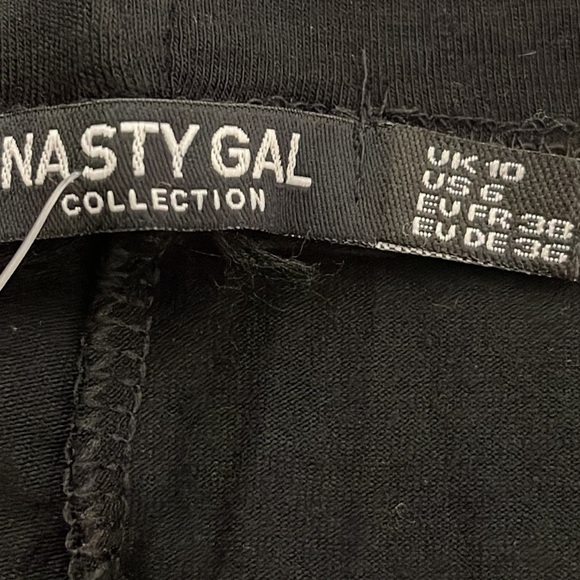 NASTY GAL
COLLECTION
UK 10
US 6
EU FR 38
EU DE 36